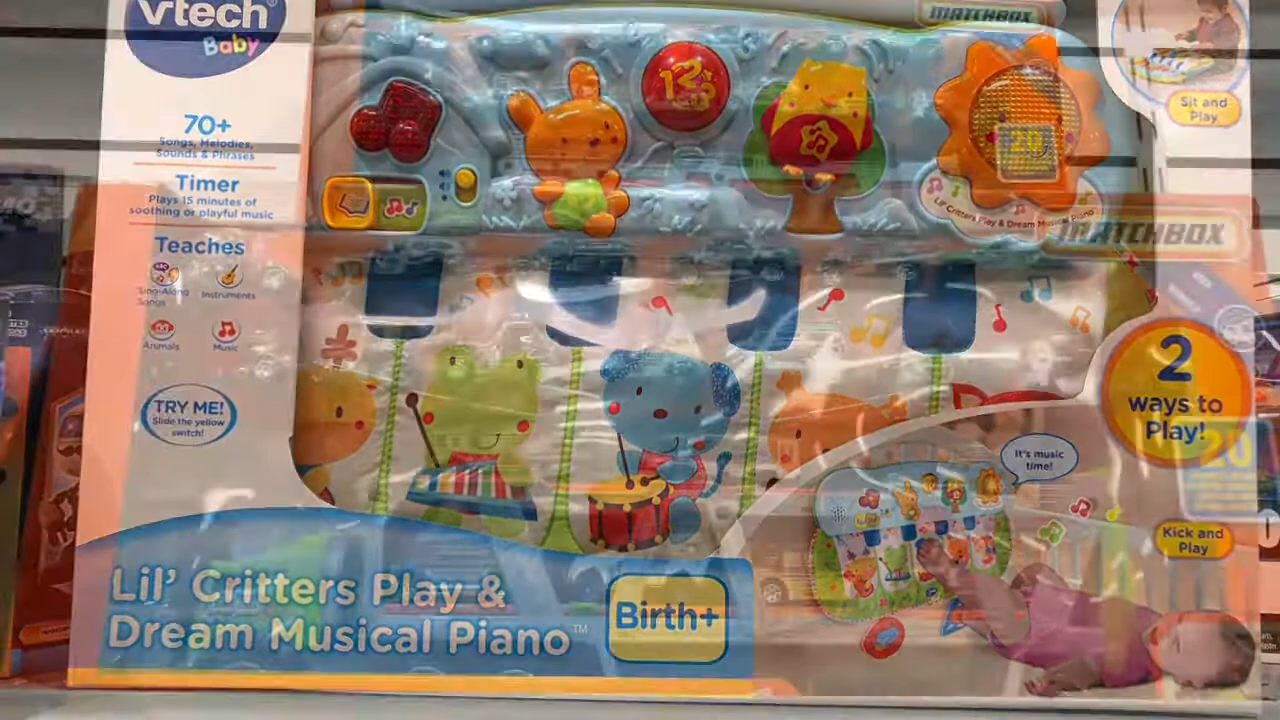 vtech
Baby
70+
Songs, Melodies,
Sounds & Phrases
Timer
Plays 15 minutes of
soothing or playful music
Teaches
Sing-Along
Songs
Instruments
Animals
Music
TRY ME!
Slide the yellow
switch!
MATCHBOX
123
20
Lil' Critters Play & Dream Musical Piano
Sit and
Play
MATCHBOX
2
ways to
Play!
20
It's music
time!
Kick and
Play
Lil' Critters Play &
Dream Musical Piano™
Birth+